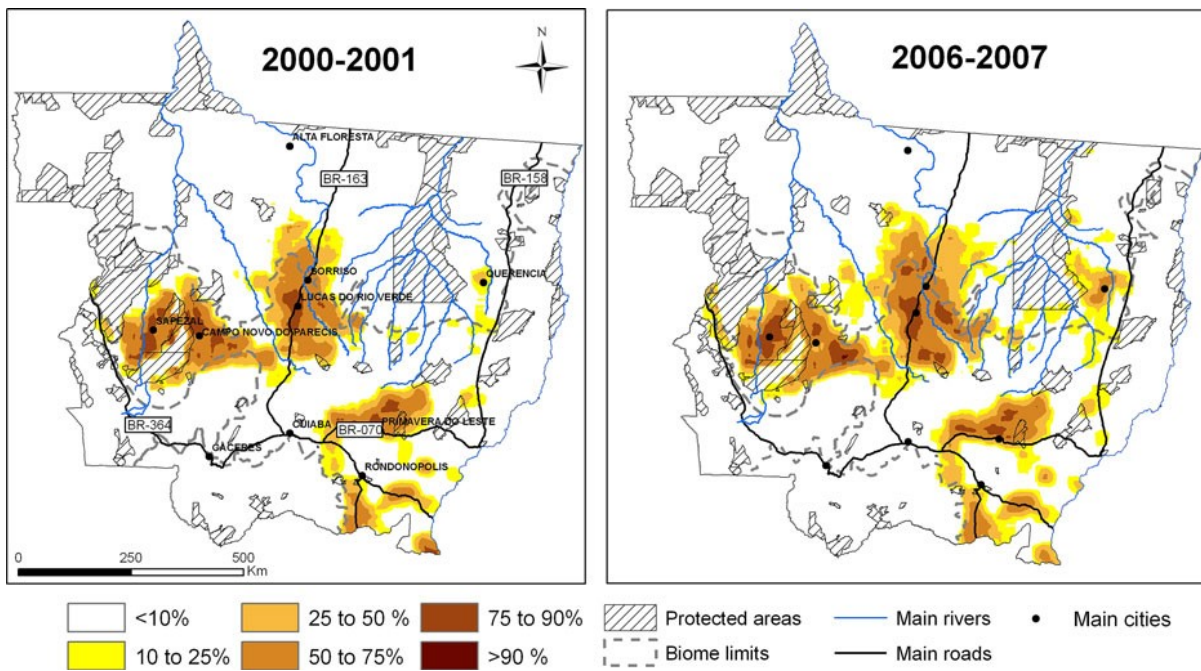 2000-2001
N
ALTA FLORESTA
BR-163
BR-158
SORRISO
QUERENCIA
LUCAS DO RIO VERDE
SAPEZAL
CAMPO NOVO DO PARECIS
BR-364
CUIABA
BR-070
PRIMAVERA DO LESTE
CACERES
RONDONOPOLIS
0
250
500
Km
2006-2007
<10%
25 to 50 %
75 to 90%
Protected areas
Main rivers
Main cities
10 to 25%
50 to 75%
>90 %
Biome limits
Main roads